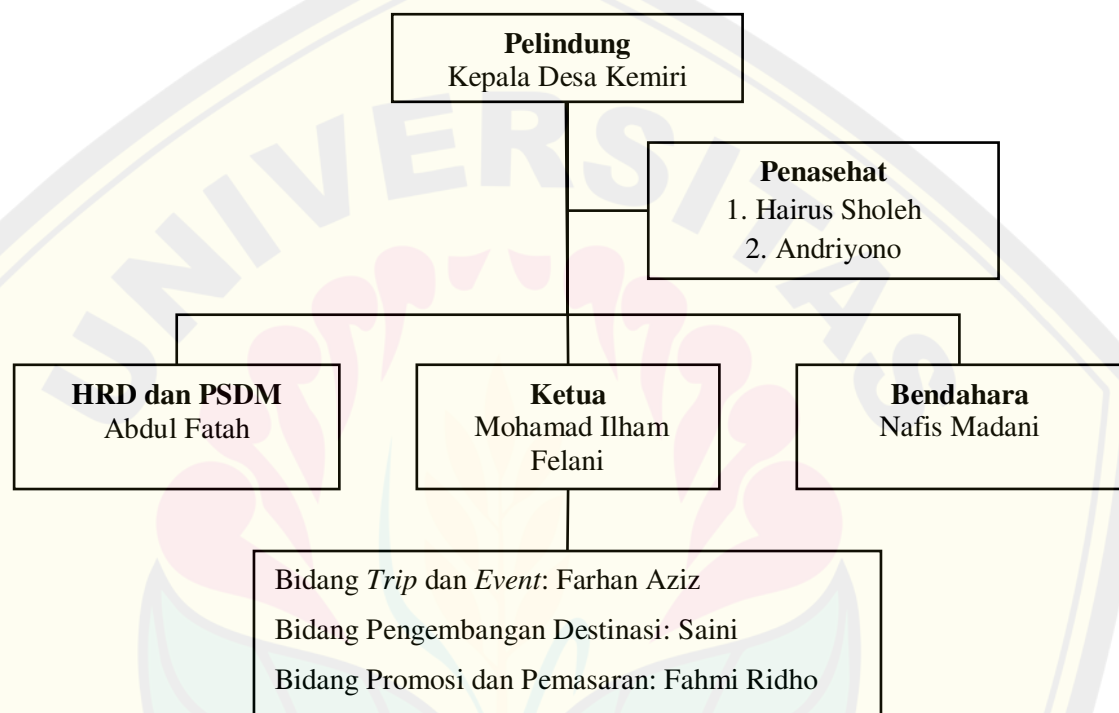 UNIVERSITAS
Pelindung
Kepala Desa Kemiri
Penasehat
1. Hairus Sholeh
2. Andriyono
HRD dan PSDM
Abdul Fatah
Ketua
Mohamad Ilham
Felani
Bendahara
Nafis Madani
Bidang Trip dan Event: Farhan Aziz
Bidang Pengembangan Destinasi: Saini
Bidang Promosi dan Pemasaran: Fahmi Ridho